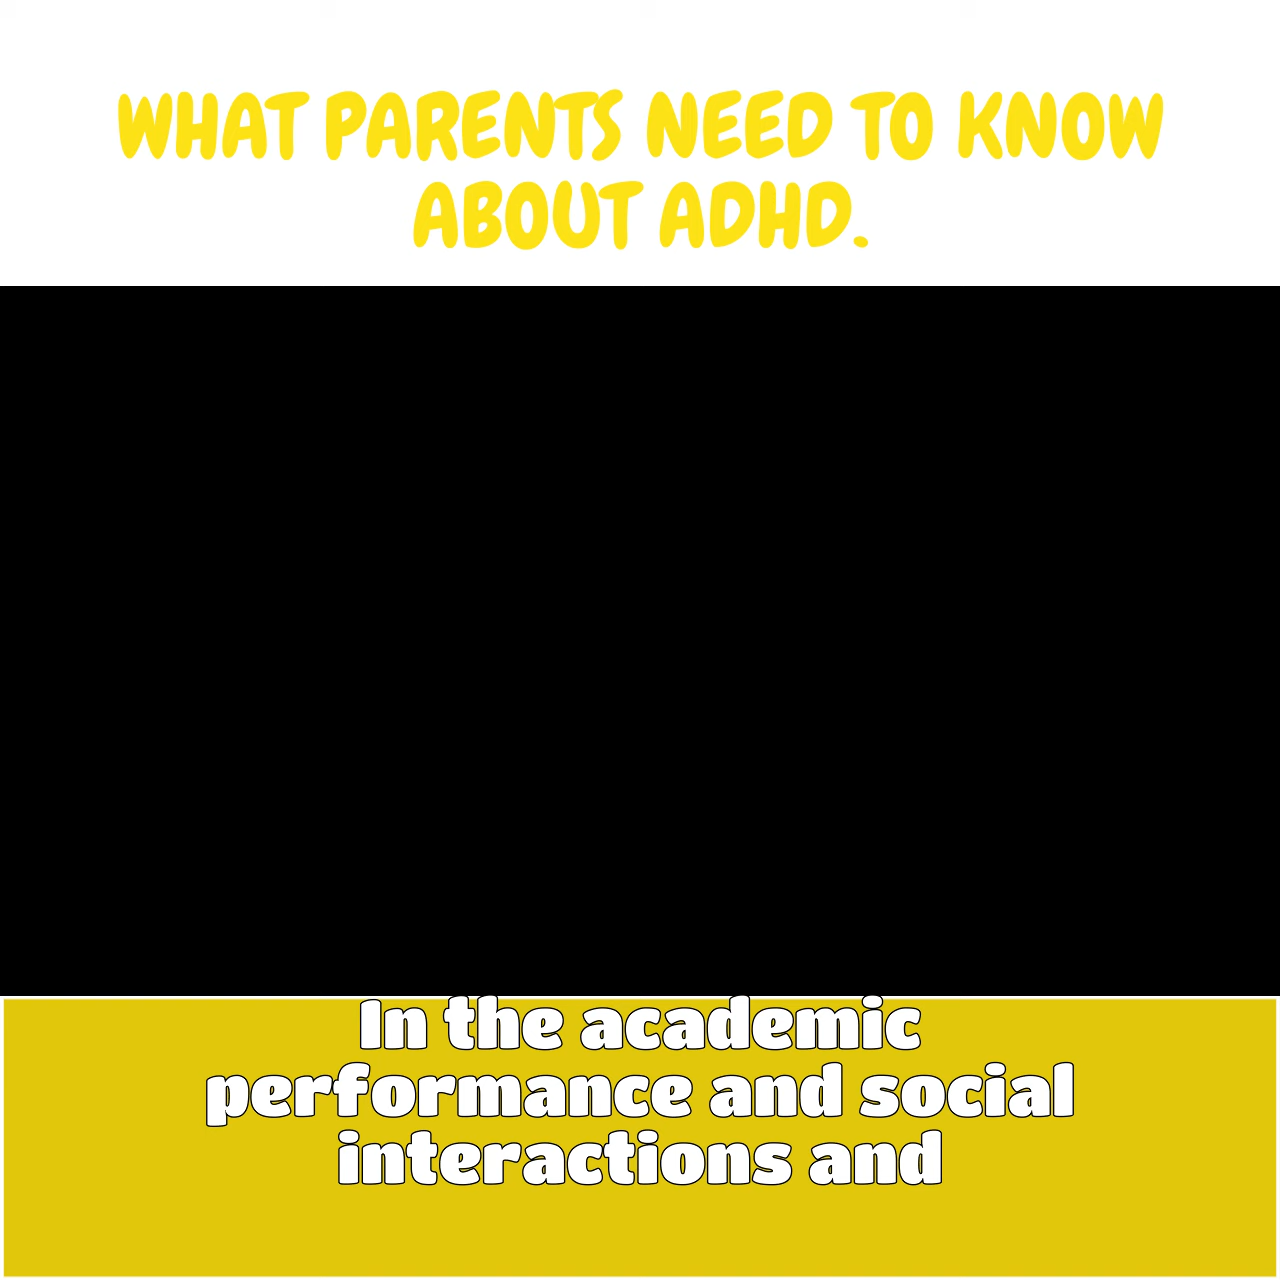 WHAT PARENTS NEED TO KNOW
ABOUT ADHD.
In the academic
performance and social
interactions and